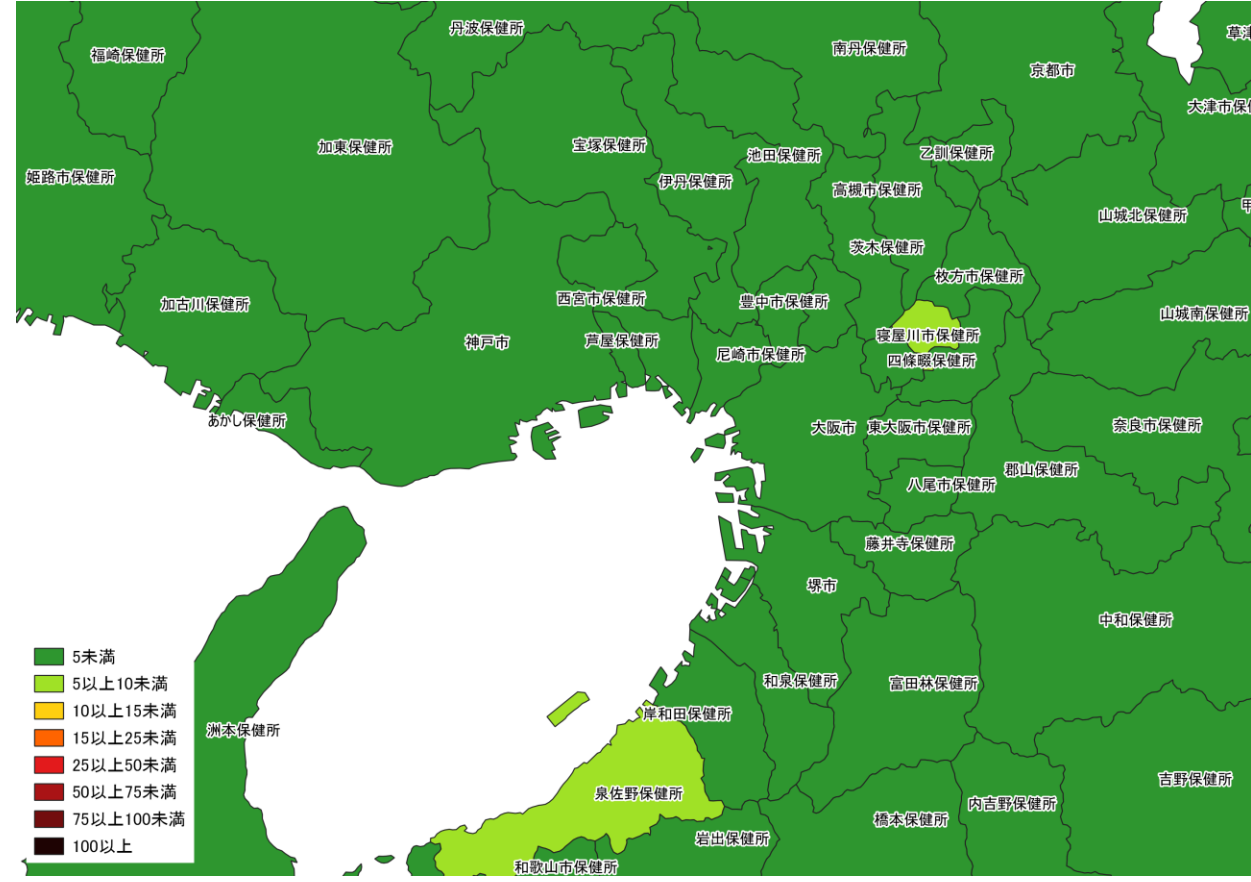 丹波保健所
草津
福崎保健所
南丹保健所
京都市
大津市保健
加東保健所
宝塚保健所
池田保健所
乙訓保健所
姫路市保健所
伊丹保健所
高槻市保健所
甲
山城北保健所
茨木保健所
枚方市保健所
加古川保健所
西宮市保健所
豊中市保健所
山城南保健所
神戸市
芦屋保健所
尼崎市保健所
寝屋川市保健所
四條畷保健所
あかし保健所
大阪市
東大阪市保健所
奈良市保健所
郡山保健所
八尾市保健所
藤井寺保健所
堺市
中和保健所
和泉保健所
富田林保健所
岸和田保健所
洲本保健所
吉野保健所
泉佐野保健所
内吉野保健所
橋本保健所
岩出保健所
和歌山市保健所
5未満
5以上10未満
10以上15未満
15以上25未満
25以上50未満
50以上75未満
75以上100未満
100以上